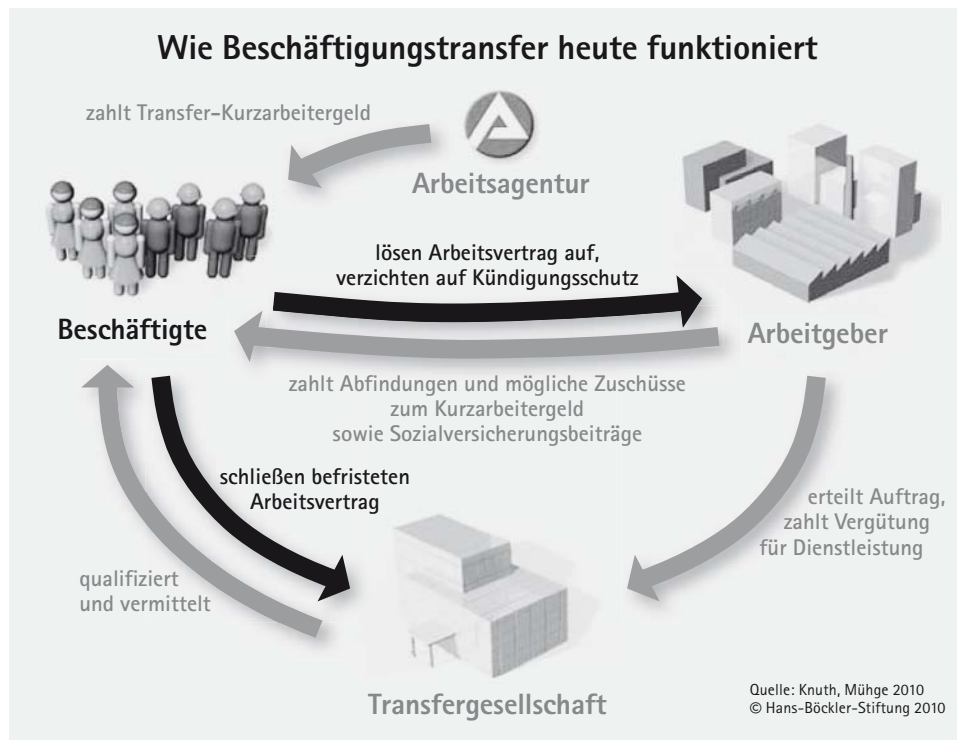 Wie Beschäftigungstransfer heute funktioniert
zahlt Transfer-Kurzarbeitergeld
Arbeitsagentur
lösen Arbeitsvertrag auf,
verzichten auf Kündigungsschutz
Beschäftigte
Arbeitgeber
zahlt Abfindungen und mögliche Zuschüsse
zum Kurzarbeitergeld
sowie Sozialversicherungsbeiträge
schließen befristeten
Arbeitsvertrag
erteilt Auftrag,
zahlt Vergütung
für Dienstleistung
qualifiziert
und vermittelt
Transfergesellschaft
Quelle: Knuth, Mühge 2010
© Hans-Böckler-Stiftung 2010